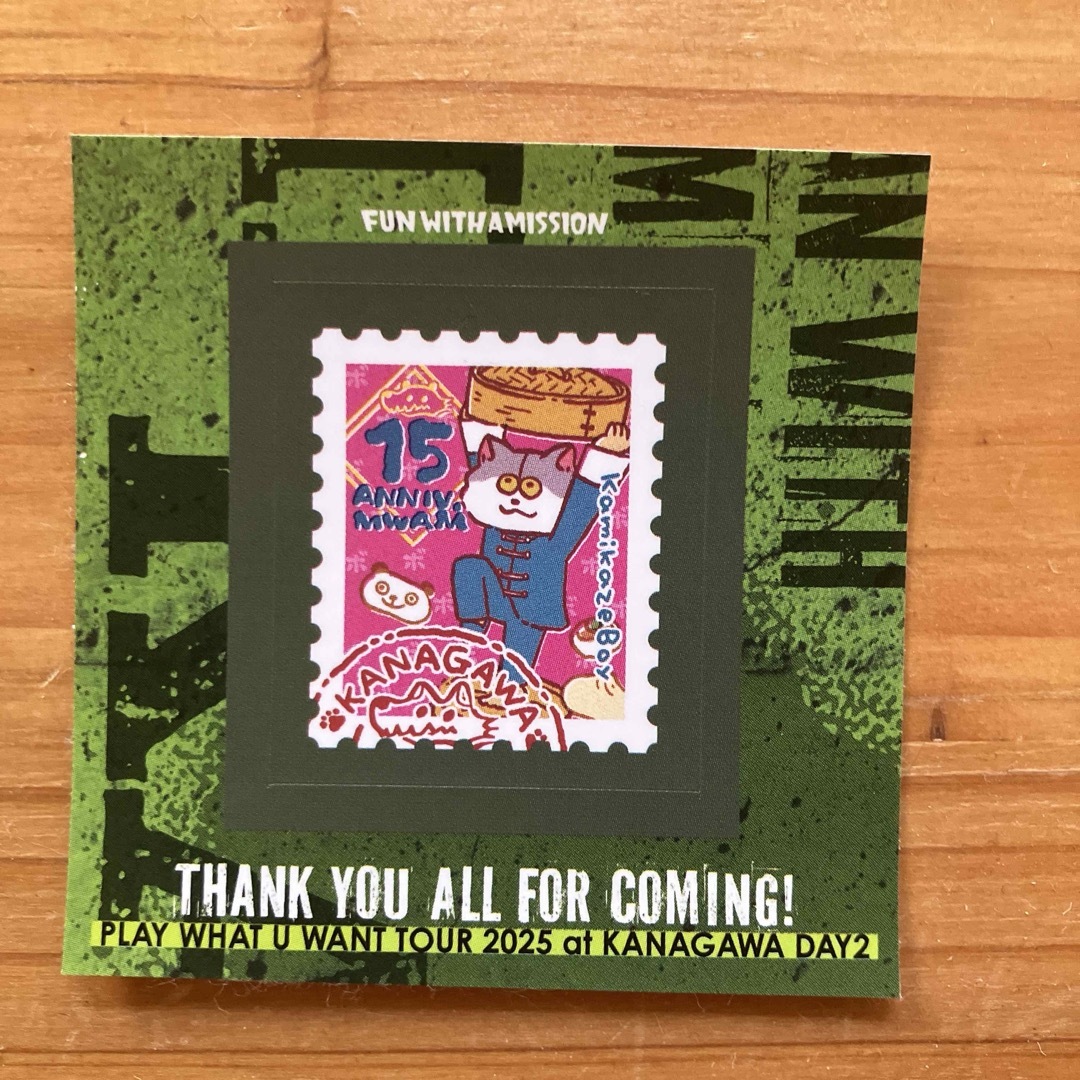 FUN WITH A MISSION
15
ANNIV.
MWAM
Kamikaze Boy
KANAGAWA
THANK YOU ALL FOR COMING!
PLAY WHAT U WANT TOUR 2025 at KANAGAWA DAY2